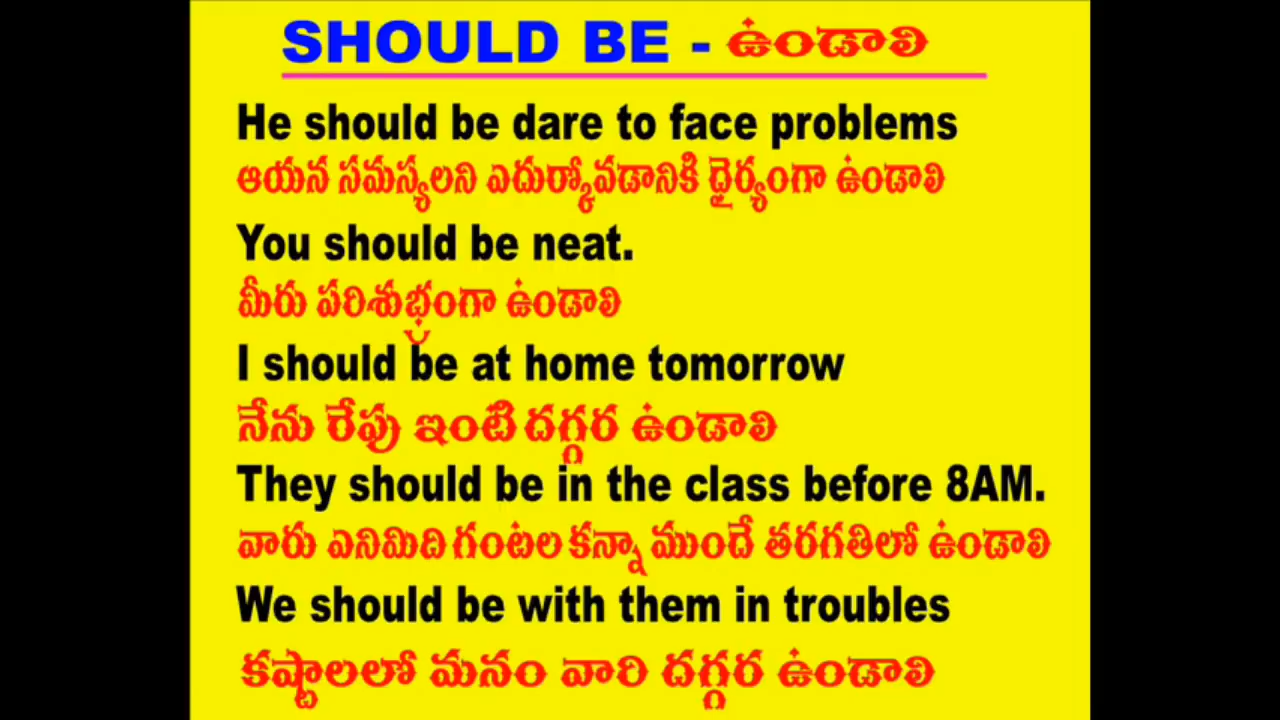 SHOULD BE - ఉండాలి
He should be dare to face problems
ఆయన సమస్యలని ఎదుర్కోవడానికి ధైర్యంగా ఉండాలి
You should be neat.
మీరు పరిశుభ్రంగా ఉండాలి
I should be at home tomorrow
నేను రేపు ఇంటి దగ్గర ఉండాలి
They should be in the class before 8AM.
వారు ఎనిమిది గంటల కన్నా ముందే తరగతిలో ఉండాలి
We should be with them in troubles
కష్టాలలో మనం వారి దగ్గర ఉండాలి